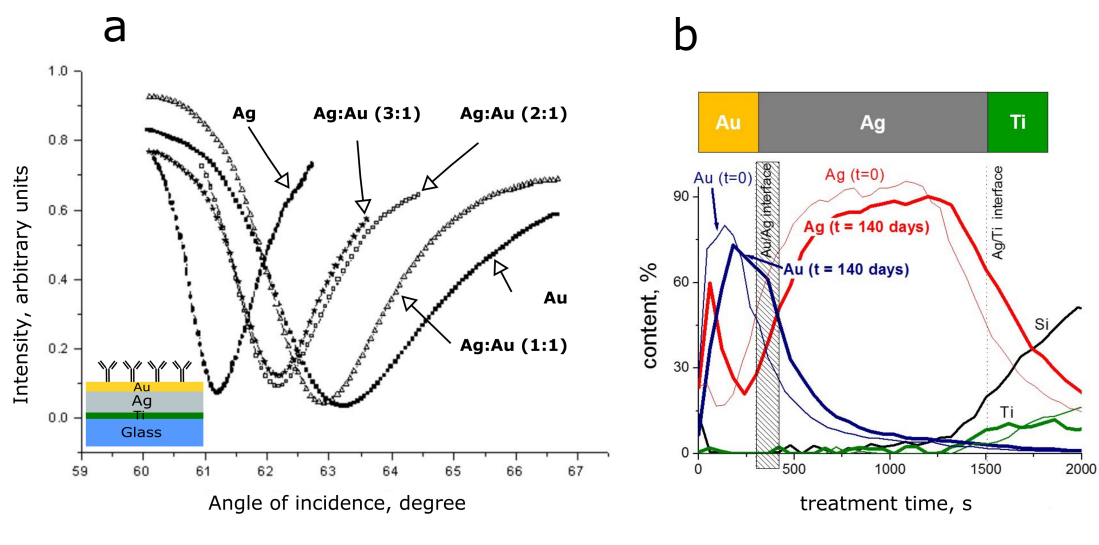 a
Intensity, arbitrary units
1.0
0.8
0.6
0.4
0.2
0.0
59
60
61
62
63
64
65
66
67
Angle of incidence, degree
Ag
Ag:Au (3:1)
Ag:Au (2:1)
Au
Ag:Au (1:1)
Au
Ag
Ti
Glass
b
Au
Ag
Ti
content, %
90
60
30
0
0
500
1000
1500
2000
treatment time, s
Au (t=0)
Au/Ag interface
Ag (t=0)
Ag (t = 140 days)
Au (t = 140 days)
Ag/Ti interface
Si
Ti